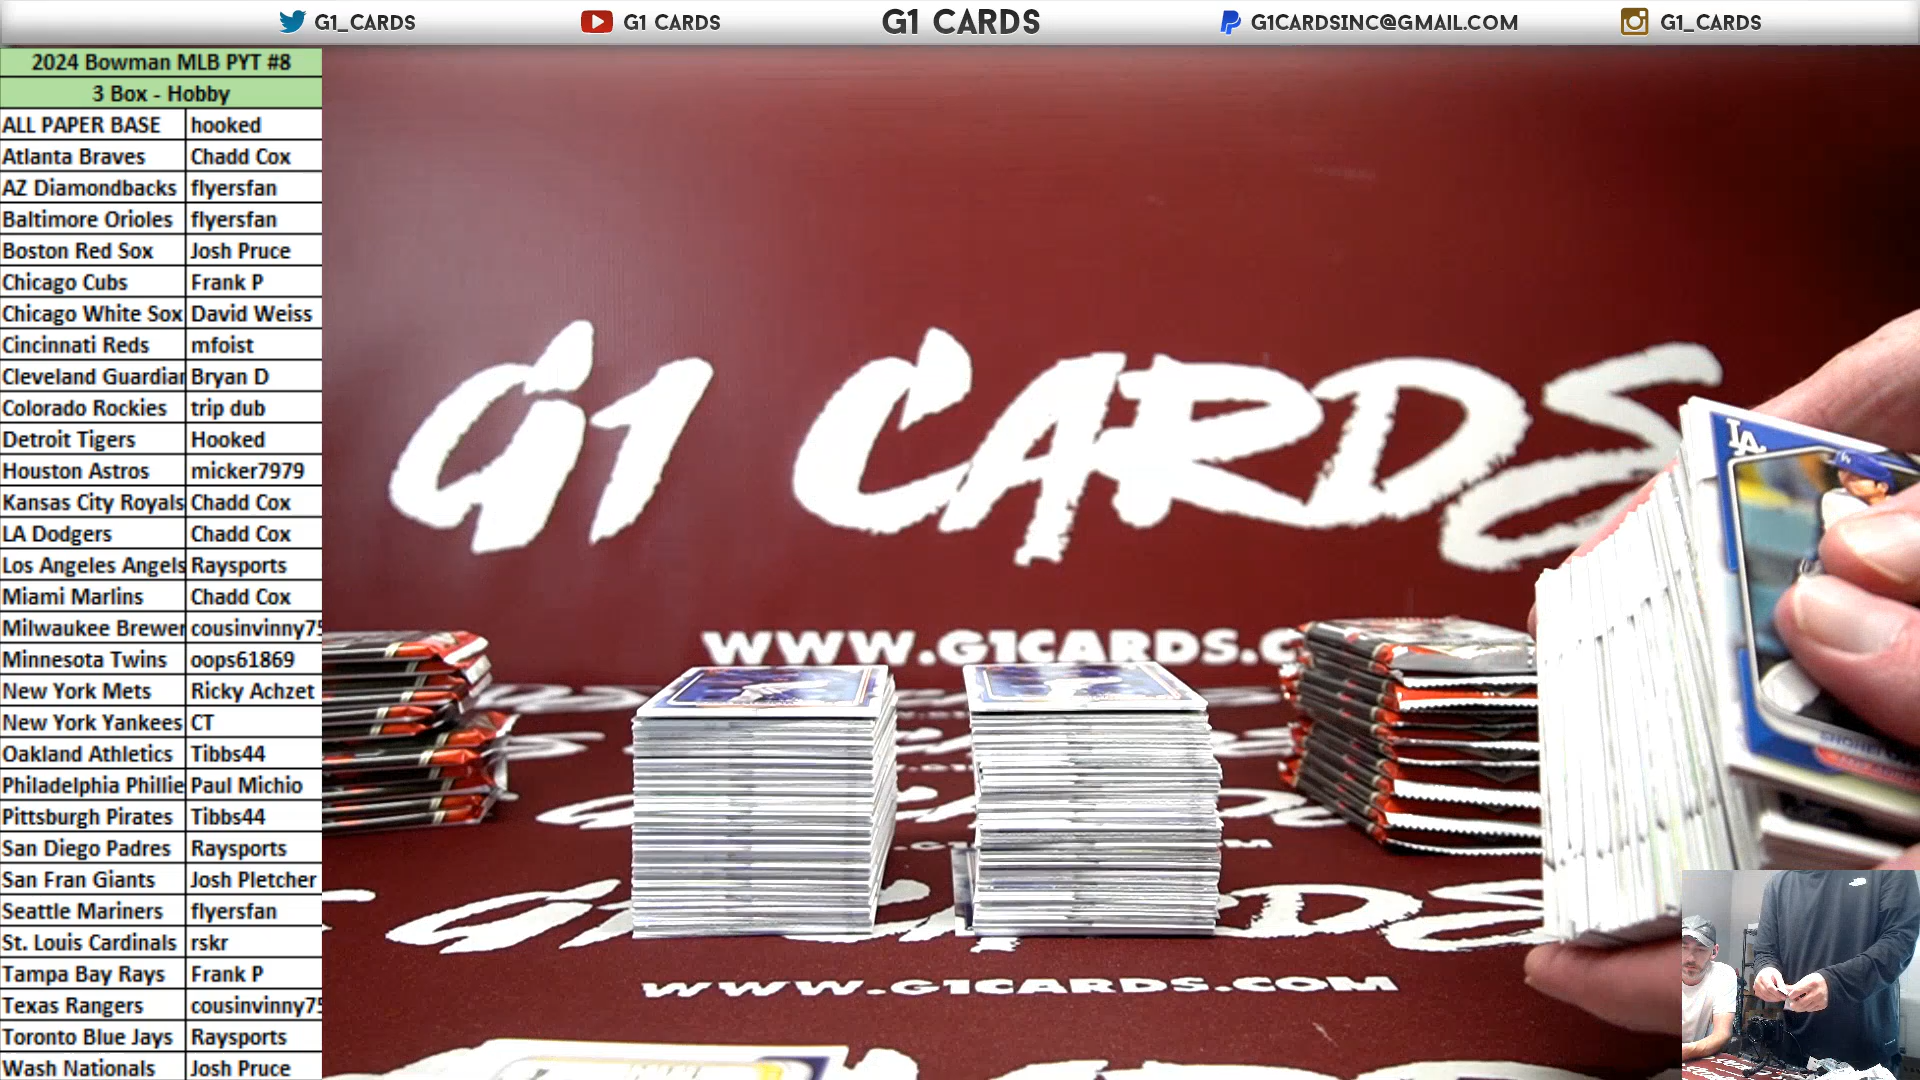 G1_CARDS G1 CARDS G1 CARDS G1CARDSINC@GMAIL.COM G1_CARDS
2024 Bowman MLB PYT #8
3 Box - Hobby
ALL PAPER BASE hooked
Atlanta Braves Chadd Cox
AZ Diamondbacks flyersfan
Baltimore Orioles flyersfan
Boston Red Sox Josh Pruce
Chicago Cubs Frank P
Chicago White Sox David Weiss
Cincinnati Reds mfoist
Cleveland Guardian Bryan D
Colorado Rockies trip dub
Detroit Tigers Hooked
Houston Astros micker7979
Kansas City Royals Chadd Cox
LA Dodgers Chadd Cox
Los Angeles Angels Raysports
Miami Marlins Chadd Cox
Milwaukee Brewer cousinvinny75
Minnesota Twins oops61869
New York Mets Ricky Achzet
New York Yankees CT
Oakland Athletics Tibbs44
Philadelphia Phillie Paul Michio
Pittsburgh Pirates Tibbs44
San Diego Padres Raysports
San Fran Giants Josh Pletcher
Seattle Mariners flyersfan
St. Louis Cardinals rskr
Tampa Bay Rays Frank P
Texas Rangers cousinvinny75
Toronto Blue Jays Raysports
Wash Nationals Josh Pruce
G1 CARDS
WWW.G1CARDS.C
LA
WWW.G1CARDS.COM